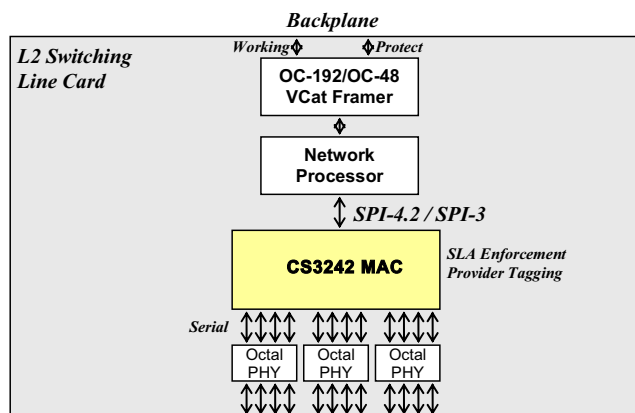 Backplane
L2 Switching
Line Card
Working
Protect
OC-192/OC-48
VCat Framer
Network
Processor
SPI-4.2 / SPI-3
CS3242 MAC
SLA Enforcement
Provider Tagging
Serial
Octal
PHY
Octal
PHY
Octal
PHY